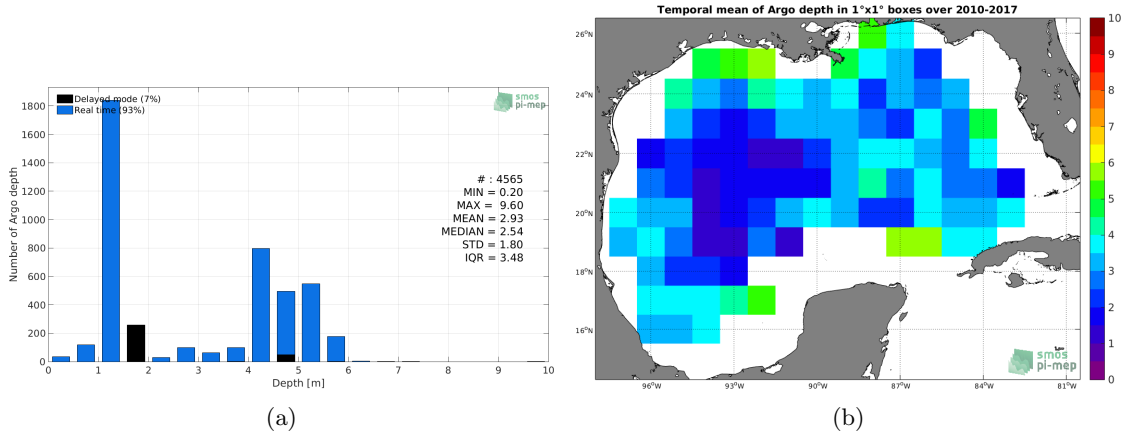 Delayed mode (7%)
Real time (93%)
smos
pi-mep
# : 4565
MIN = 0.20
MAX = 9.60
MEAN = 2.93
MEDIAN = 2.54
STD = 1.80
IQR = 3.48
Number of Argo depth
1800
1600
1400
1200
1000
800
600
400
200
0
0 1 2 3 4 5 6 7 8 9 10
Depth [m]
(a)
Temporal mean of Argo depth in 1°x1° boxes over 2010-2017
26°N
24°N
22°N
20°N
18°N
16°N
96°W 93°W 90°W 87°W 84°W 81°W
smos
pi-mep
10
9
8
7
6
5
4
3
2
1
0
(b)